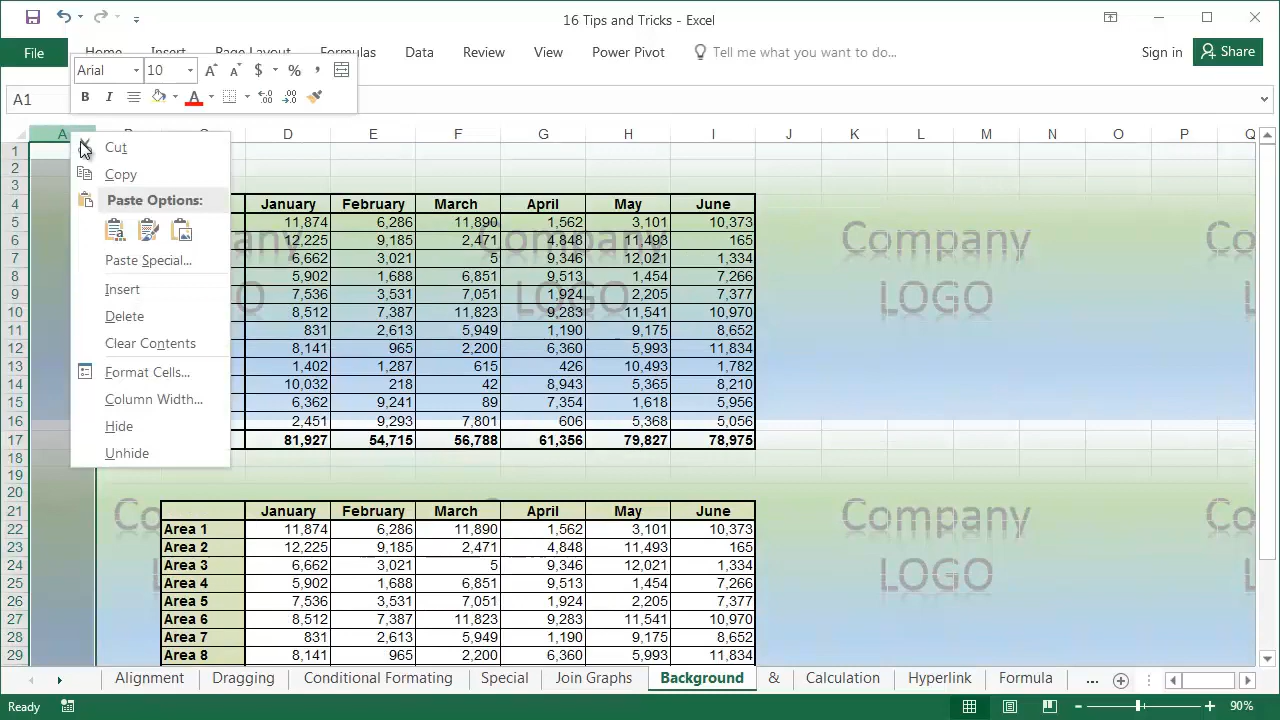 16 Tips and Tricks - Excel
File Home Insert Page Layout Formulas Data Review View Power Pivot Tell me what you want to do... Sign in Share
Arial 10 $ % ,
B I A
A1
A D E F G H I J K L M N O P Q
1
2
3
4 January February March April May June
5 11,874 6,286 11,890 1,562 3,101 10,373
6 12,225 9,185 2,471 4,848 11,493 165
7 6,662 3,021 5 9,346 12,021 1,334
8 5,902 1,688 6,851 9,513 1,454 7,266
9 7,536 3,531 7,051 1,924 2,205 7,377
10 8,512 7,387 11,823 9,283 11,541 10,970
11 831 2,613 5,949 1,190 9,175 8,652
12 8,141 965 2,200 6,360 5,993 11,834
13 1,402 1,287 615 426 10,493 1,782
14 10,032 218 42 8,943 5,365 8,210
15 6,362 9,241 89 7,354 1,618 5,956
16 2,451 9,293 7,801 606 5,368 5,056
17 81,927 54,715 56,788 61,356 79,827 78,975
18
19
20
21 January February March April May June
22 Area 1 11,874 6,286 11,890 1,562 3,101 10,373
23 Area 2 12,225 9,185 2,471 4,848 11,493 165
24 Area 3 6,662 3,021 5 9,346 12,021 1,334
25 Area 4 5,902 1,688 6,851 9,513 1,454 7,266
26 Area 5 7,536 3,531 7,051 1,924 2,205 7,377
27 Area 6 8,512 7,387 11,823 9,283 11,541 10,970
28 Area 7 831 2,613 5,949 1,190 9,175 8,652
29 Area 8 8,141 965 2,200 6,360 5,993 11,834
Cut
Copy
Paste Options:
Paste Special...
Insert
Delete
Clear Contents
Format Cells...
Column Width...
Hide
Unhide
Company
LOGO
Company
LOGO
Company
LOGO
Company
LOGO
Alignment Dragging Conditional Formating Special Join Graphs Background & Calculation Hyperlink Formula ...
Ready 90%